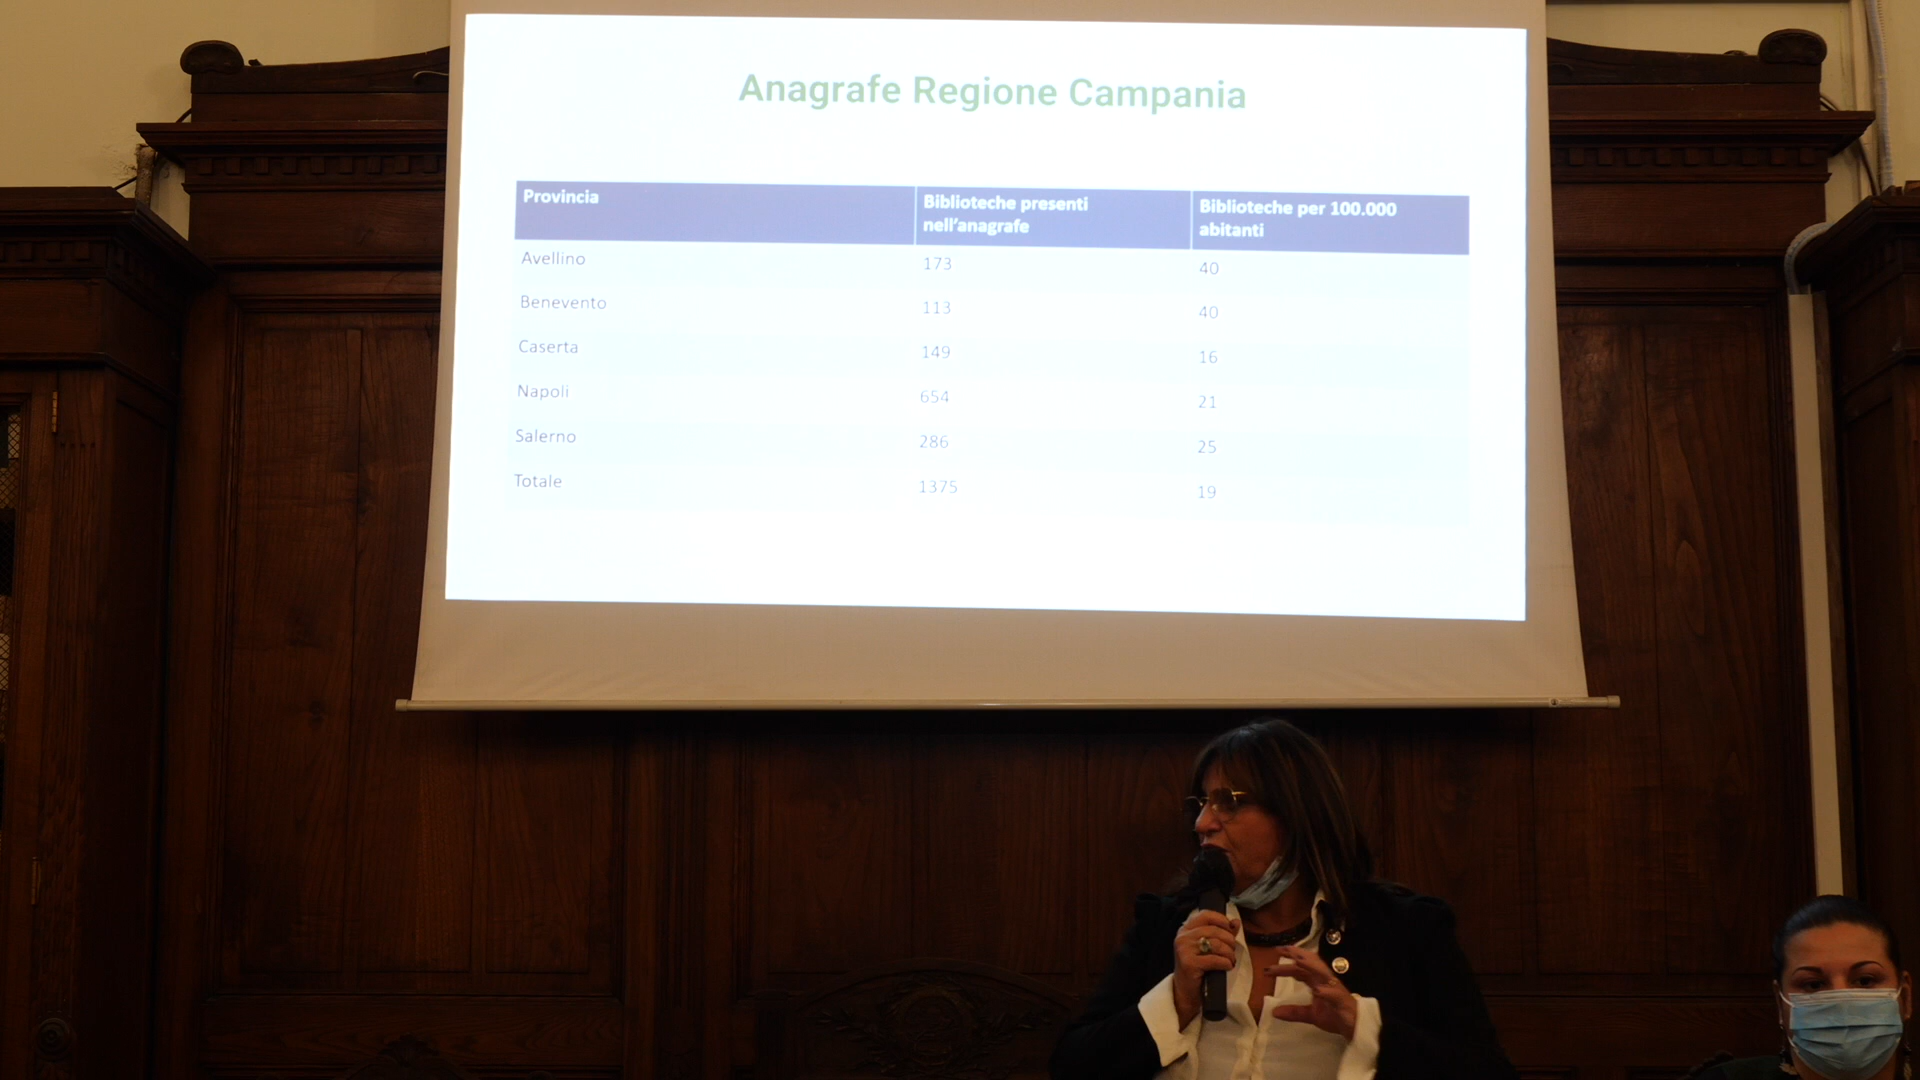 Anagrafe Regione Campania
Provincia
Biblioteche presenti
nell'anagrafe
Biblioteche per 100.000
abitanti
Avellino 173 40
Benevento 113 40
Caserta 149 16
Napoli 654 21
Salerno 286 25
Totale 1375 19